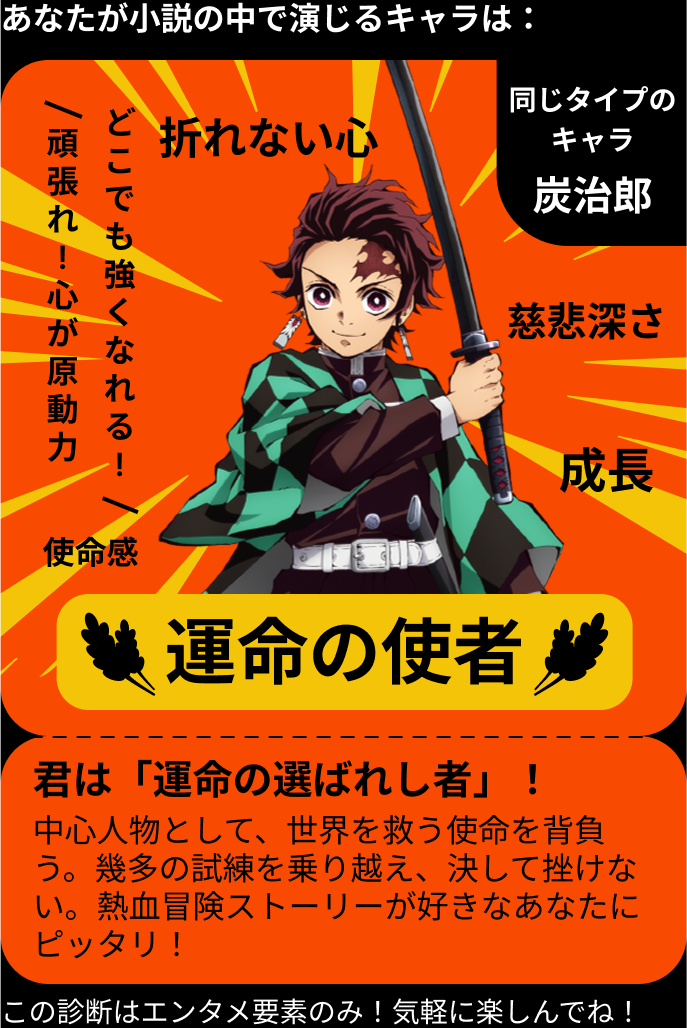 あなたが小説の中で演じるキャラは：
同じタイプの
キャラ
炭治郎
折れない心
どこでも強くなれる！
頑張れ！心が原動力
慈悲深さ
成長
使命感
運命の使者
君は「運命の選ばれし者」！
中心人物として、世界を救う使命を背負
う。幾多の試練を乗り越え、決して挫けな
い。熱血冒険ストーリーが好きなあなたに
ピッタリ！
この診断はエンタメ要素のみ！気軽に楽しんでね！